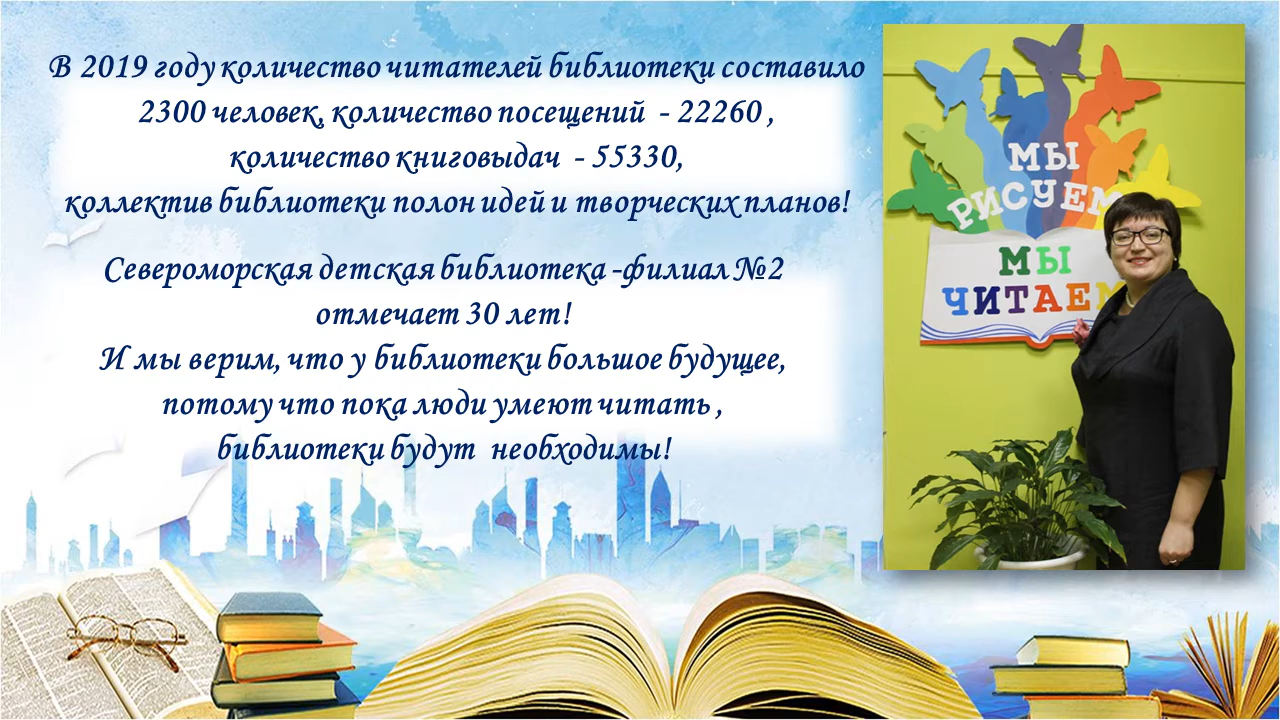 В 2019 году количество читателей библиотеки составило
2300 человек, количество посещений - 22260 ,
количество книговыдач - 55330,
коллектив библиотеки полон идей и творческих планов!
Североморская детская библиотека -филиал №2
отмечает 30 лет!
И мы верим, что у библиотеки большое будущее,
потому что пока люди умеют читать ,
библиотеки будут необходимы!
МЫ
РИСУЕМ
МЫ
ЧИТАЕМ